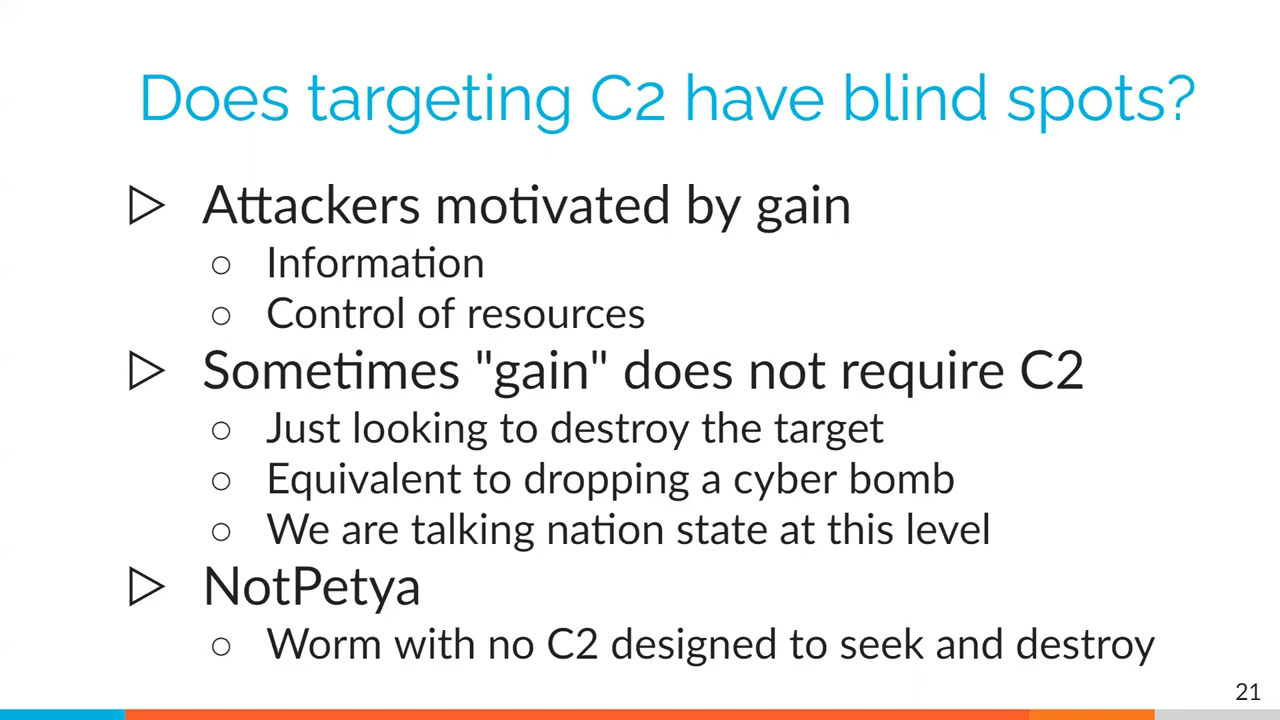 Does targeting C2 have blind spots?
▷ Attackers motivated by gain
○ Information
○ Control of resources
▷ Sometimes "gain" does not require C2
○ Just looking to destroy the target
○ Equivalent to dropping a cyber bomb
○ We are talking nation state at this level
▷ NotPetya
○ Worm with no C2 designed to seek and destroy
21